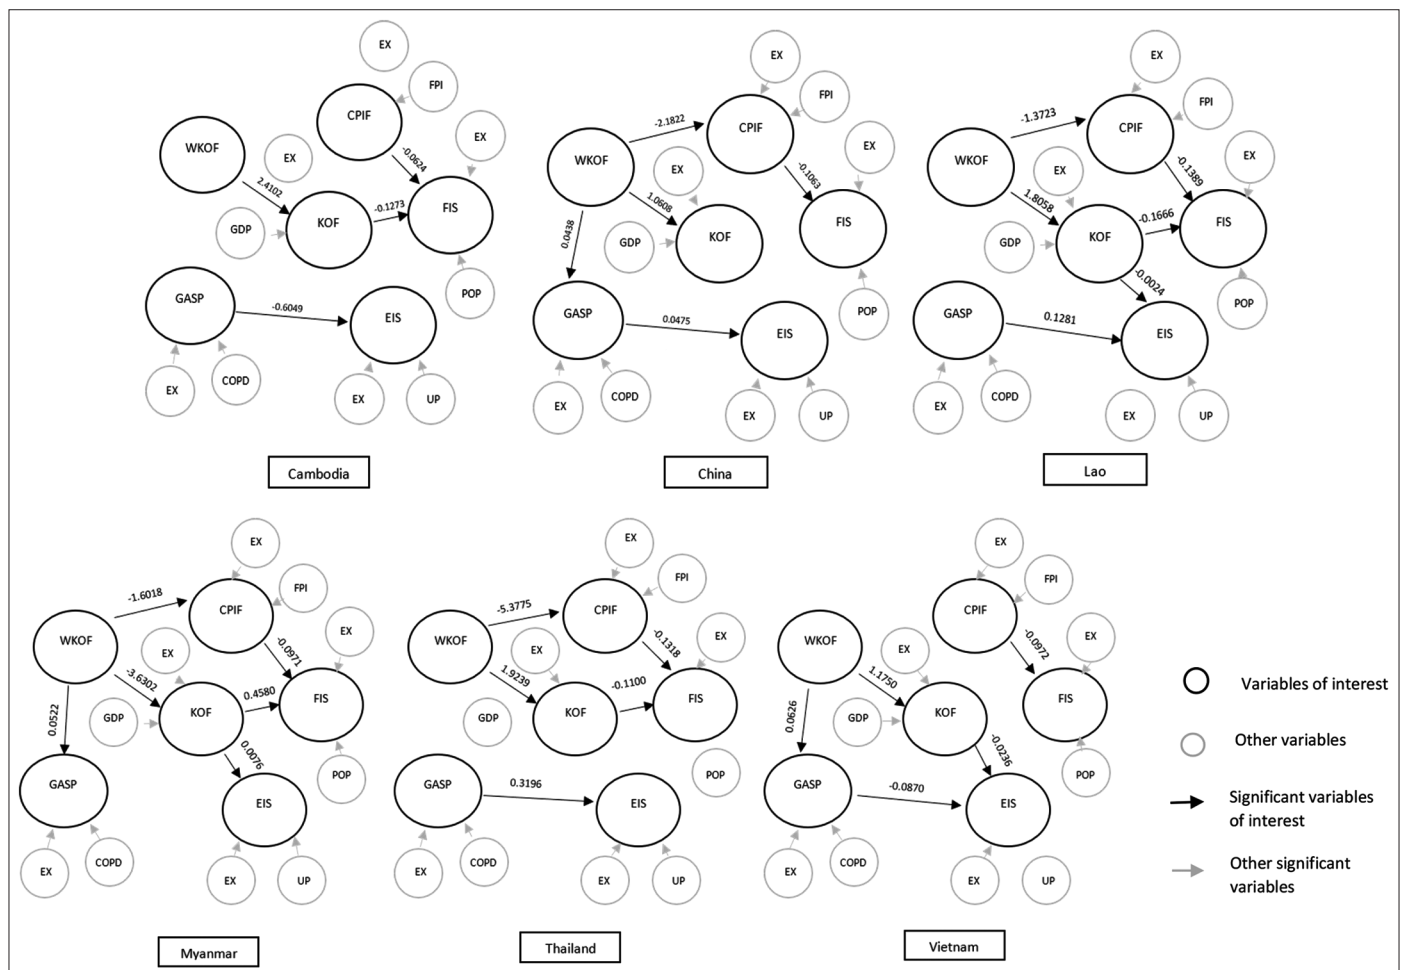 EX
FPI
CPIF
EX
WKOF
EX
-0.0624
2.4102
KOF
-0.1273
FIS
GDP
POP
GASP
-0.6049
EIS
EX
COPD
EX
UP
Cambodia
EX
FPI
CPIF
-2.1822
EX
WKOF
EX
-0.1063
1.0608
KOF
FIS
GDP
0.0438
POP
GASP
0.0475
EIS
EX
COPD
EX
UP
China
EX
FPI
CPIF
-1.3723
EX
WKOF
EX
-0.1389
1.8058
KOF
-0.1666
FIS
GDP
-0.0024
POP
GASP
0.1281
EIS
EX
COPD
EX
UP
Lao
EX
FPI
CPIF
-1.6018
EX
WKOF
EX
-0.0971
-3.6302
KOF
0.4580
FIS
GDP
0.0522
0.0076
POP
GASP
EIS
EX
COPD
EX
UP
Myanmar
EX
FPI
CPIF
-5.3775
EX
WKOF
EX
-0.1318
1.9239
KOF
-0.1100
FIS
GDP
POP
GASP
0.3196
EIS
EX
COPD
EX
UP
Thailand
EX
FPI
CPIF
EX
WKOF
EX
-0.0972
1.1750
KOF
FIS
GDP
0.0626
-0.0236
POP
GASP
-0.0870
EIS
EX
COPD
EX
UP
Vietnam
Variables of interest
Other variables
Significant variables
of interest
Other significant
variables